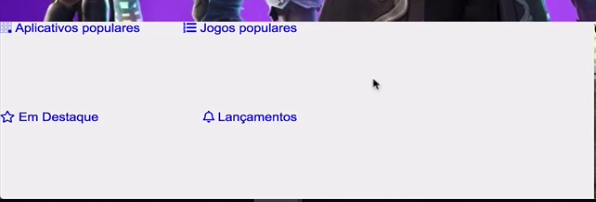 Aplicativos populares
Jogos populares
Em Destaque
Lançamentos